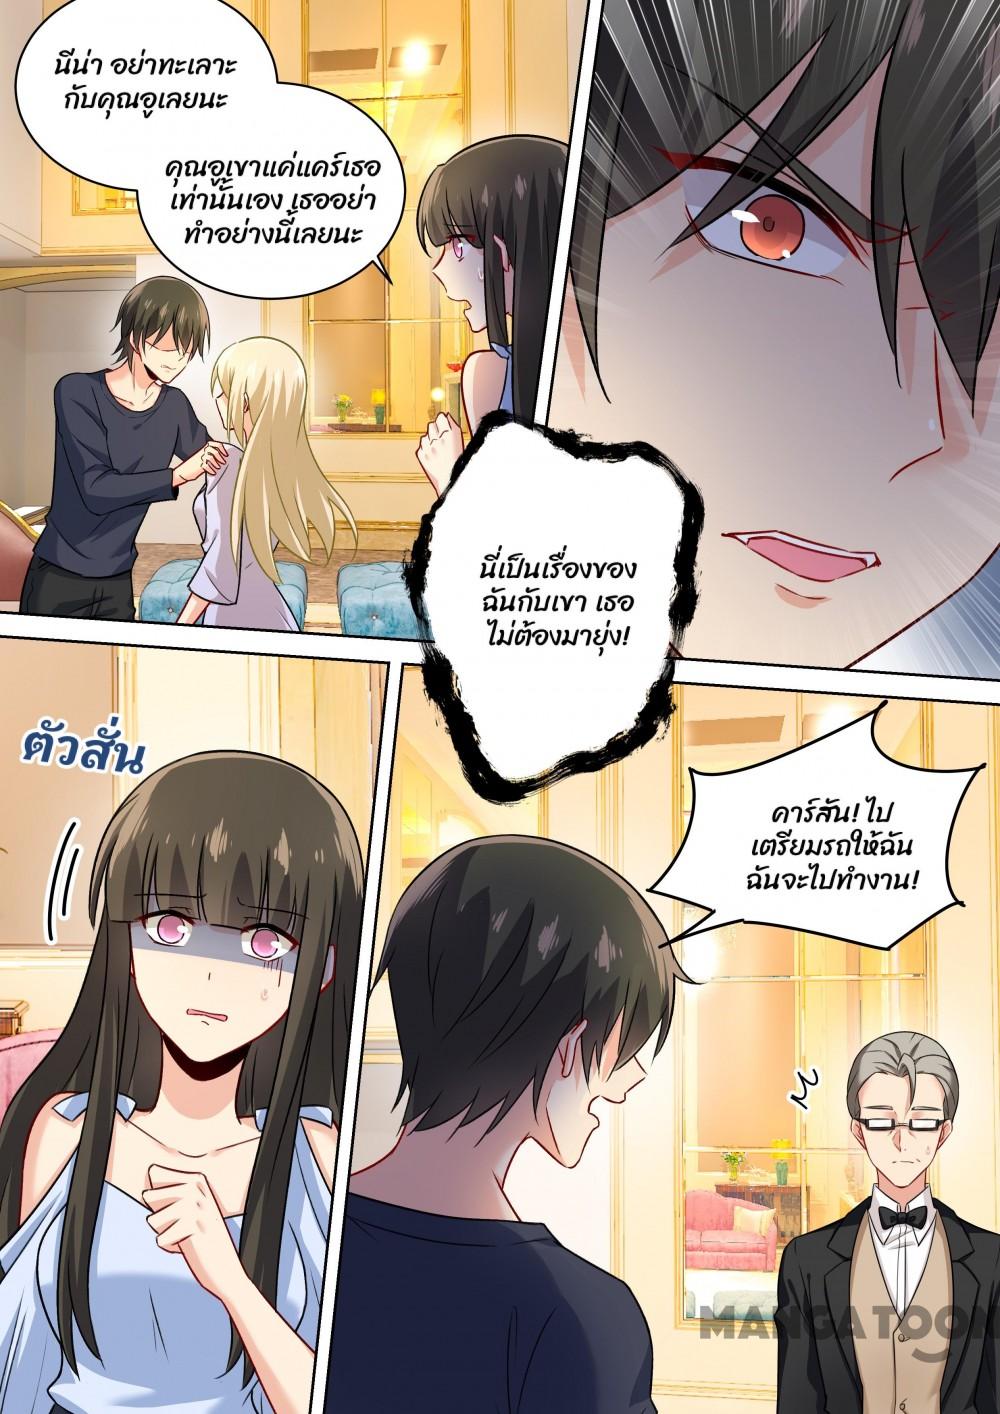 นีน่า อย่าทะเลาะ
กับคุณอูเลยนะ
คุณอูเขาแค่แคร์เธอ
เท่านั้นเอง เธออย่า
ทำอย่างนี้เลยนะ
นี่เป็นเรื่องของ
ฉันกับเขา เธอ
ไม่ต้องมายุ่ง!
ตัวสั่น
คาร์สัน! ไป
เตรียมรถให้ฉัน
ฉันจะไปทำงาน!
MANGATOON